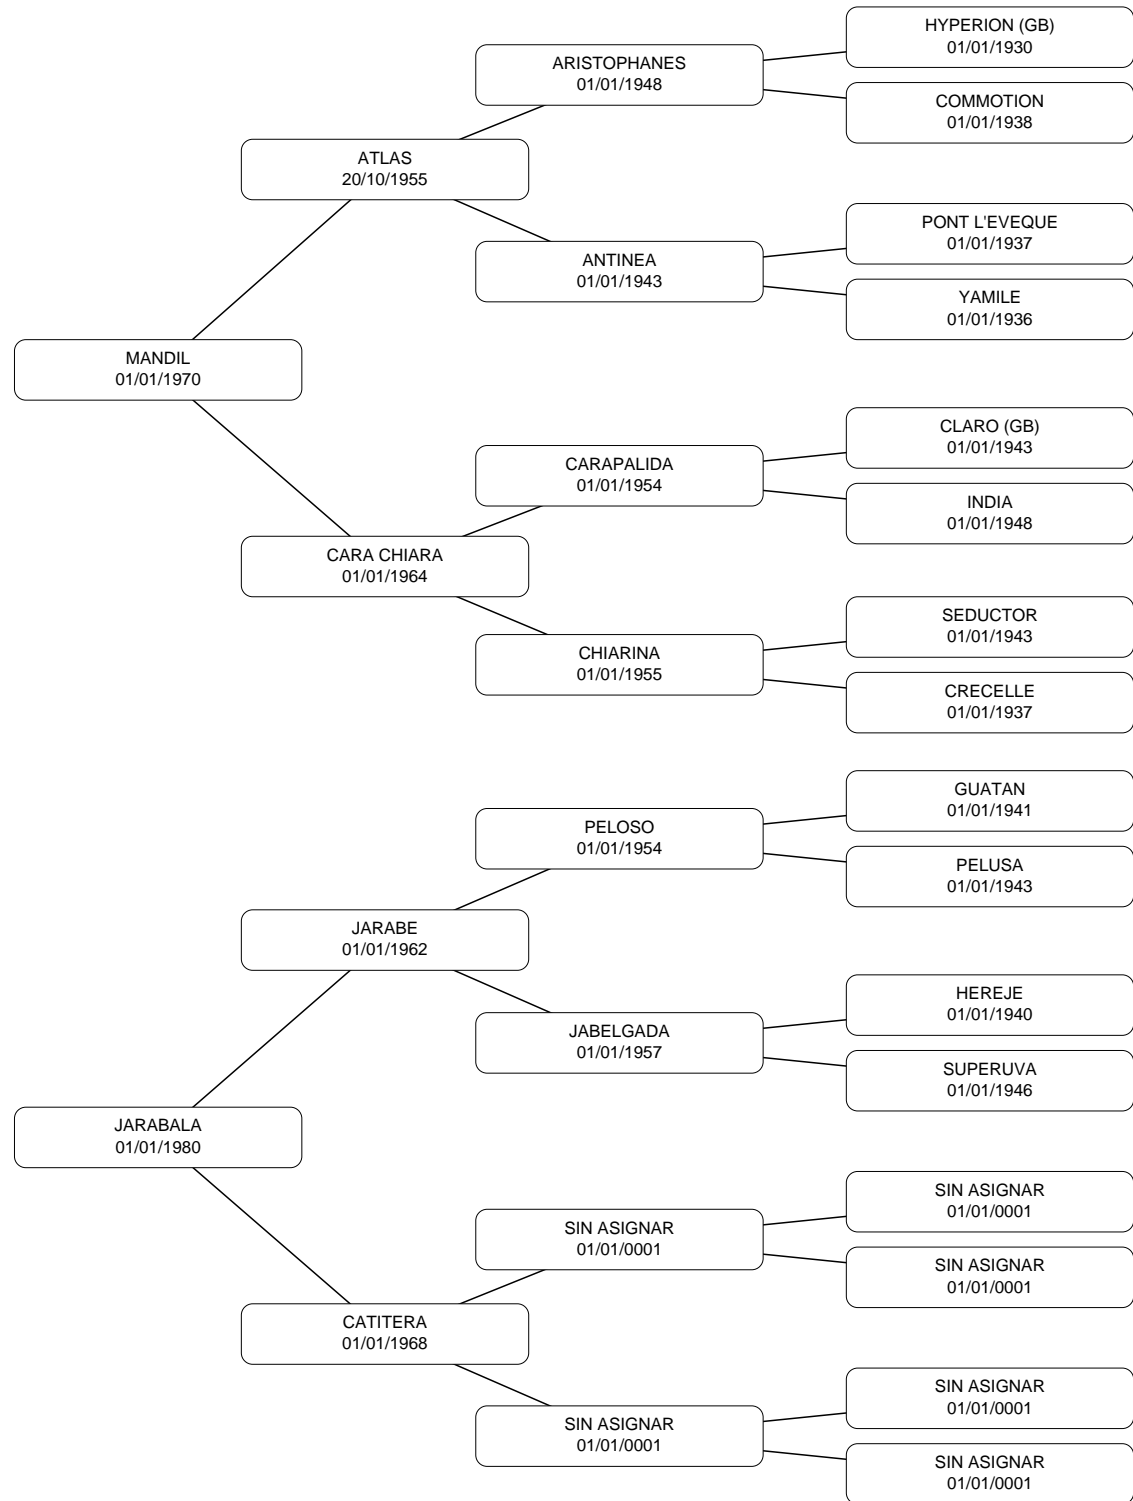 HYPERION (GB)
01/01/1930
ARISTOPHANES
01/01/1948
COMMOTION
01/01/1938
ATLAS
20/10/1955
PONT L'EVEQUE
01/01/1937
ANTINEA
01/01/1943
YAMILE
01/01/1936
MANDIL
01/01/1970
CLARO (GB)
01/01/1943
CARAPALIDA
01/01/1954
INDIA
01/01/1948
CARA CHIARA
01/01/1964
SEDUCTOR
01/01/1943
CHIARINA
01/01/1955
CRECELLE
01/01/1937
GUATAN
01/01/1941
PELOSO
01/01/1954
PELUSA
01/01/1943
JARABE
01/01/1962
HEREJE
01/01/1940
JABELGADA
01/01/1957
SUPERUVA
01/01/1946
JARABALA
01/01/1980
SIN ASIGNAR
01/01/0001
SIN ASIGNAR
01/01/0001
SIN ASIGNAR
01/01/0001
CATITERA
01/01/1968
SIN ASIGNAR
01/01/0001
SIN ASIGNAR
01/01/0001
SIN ASIGNAR
01/01/0001